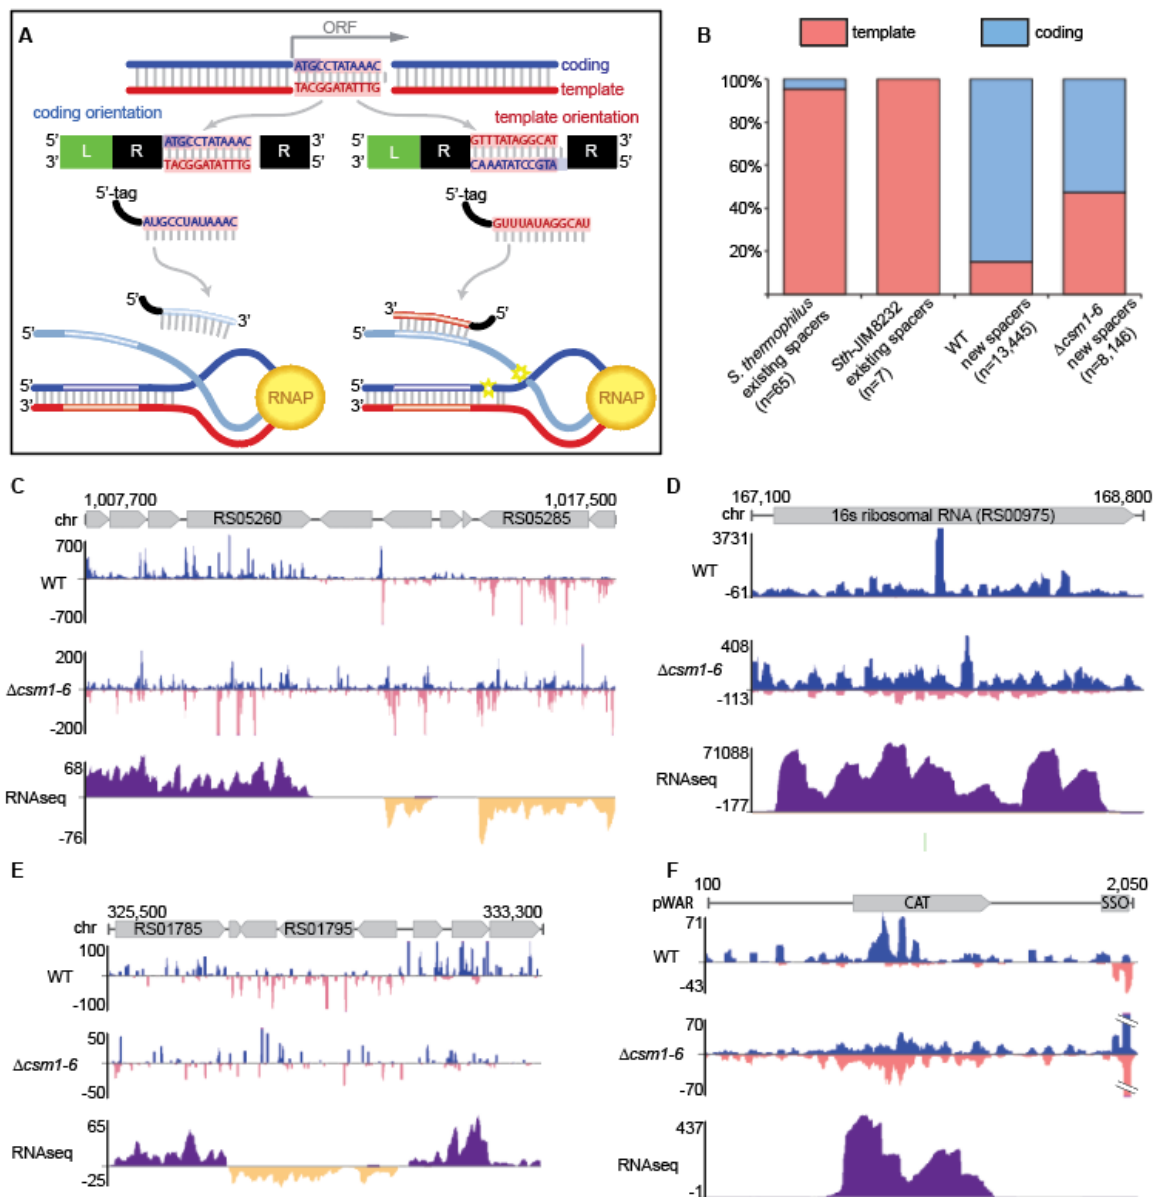 A
ORF
ATGCCTATAAAC
coding
TACGGATATTTG
template
coding orientation
template orientation
5' L R ATGCCTATAAAC R 3'
3' TACGGATATTTG 5'
5' L R GTTTATAGGCAT R 3'
3' CAAATATCCGTA 5'
5'-tag
AUGCCUAUAAAC
5'-tag
GUUUAUAGGCAU
5' 3'
3' 5'
5'
5'
3'
RNAP
5'
5'
3'
RNAP
B
template
coding
100%
80%
60%
40%
20%
S. thermophilus
existing spacers
(n=65)
Sth-JIM8232
existing spacers
(n=7)
WT
new spacers
(n=13,445)
Δcsm1-6
new spacers
(n=8,146)
C
1,007,700 1,017,500
chr RS05260 RS05285
700
WT
-700
200
Δcsm1-6
-200
68
RNAseq
-76
D
167,100 168,800
chr 16s ribosomal RNA (RS00975)
3731
WT
-61
408
Δcsm1-6
-113
71088
RNAseq
-177
E
325,500 333,300
chr RS01785 RS01795
100
WT
-100
50
Δcsm1-6
-50
65
RNAseq
-25
F
100 2,050
pWAR CAT SSO
71
WT
-43
70
Δcsm1-6
-70
437
RNAseq
-1